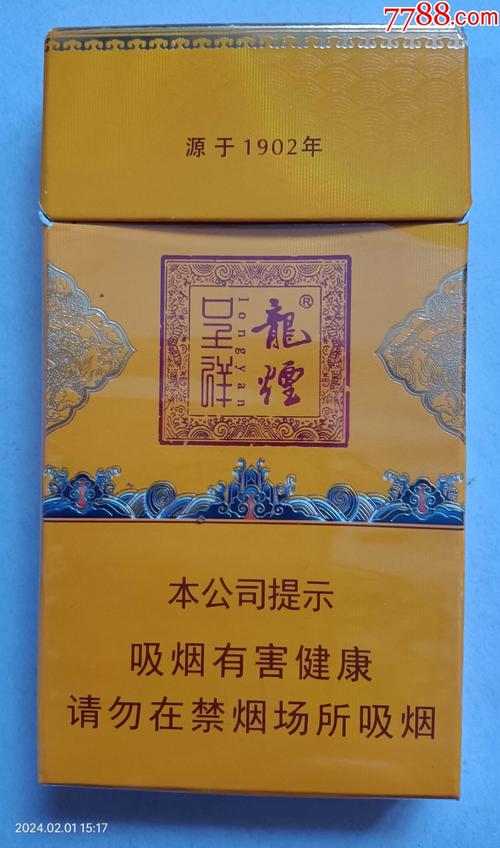 7788.com
源于1902年
龍煙®
longyan
呈祥
本公司提示
吸烟有害健康
请勿在禁烟场所吸烟
2024.02.01 15:17